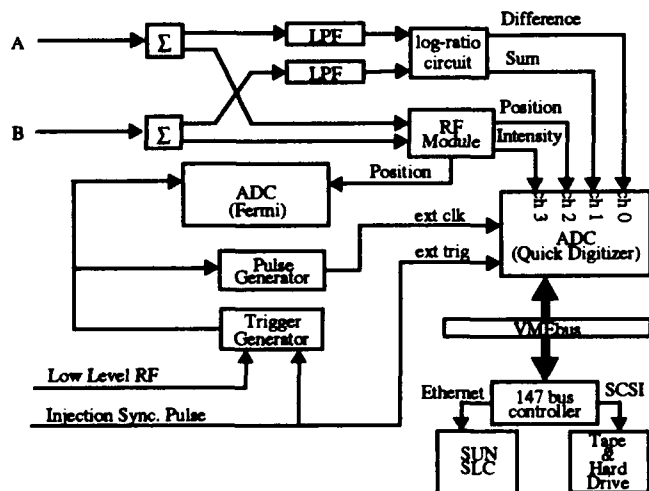 Difference
A
Σ
LPF
log-ratio
circuit
Sum
LPF
B
Σ
RF
Module
Position
Intensity
Position
ADC
(Fermi)
ch 3
ch 2
ch 1
ch 0
ADC
(Quick Digitizer)
ext clk
Pulse
Generator
ext trig
Trigger
Generator
VMEbus
Low Level RF
Injection Sync. Pulse
Ethernet
147 bus
controller
SCSI
SUN
SLC
Tape
&
Hard
Drive